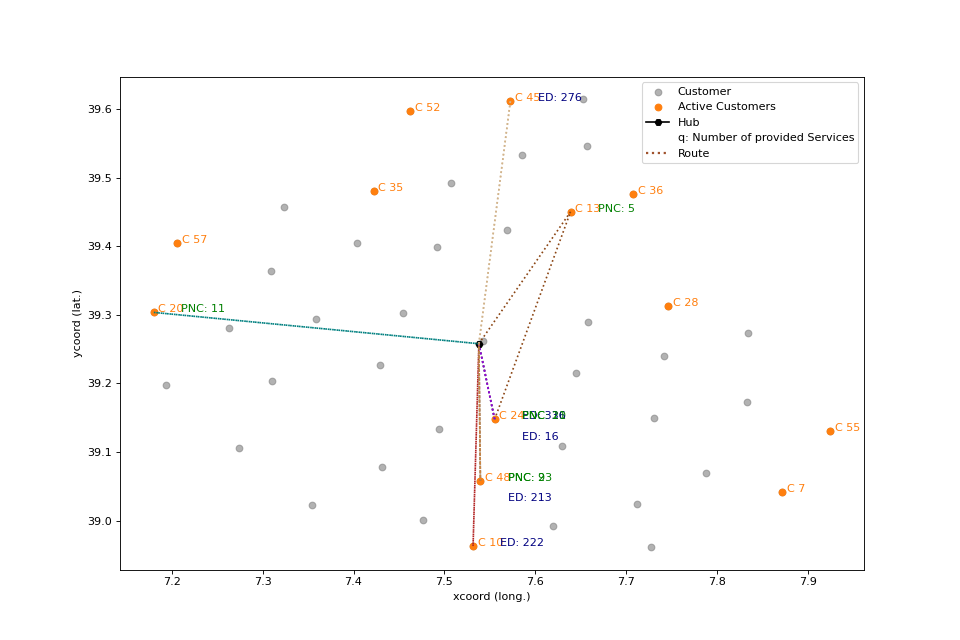 Customer
Active Customers
Hub
q: Number of provided Services
Route
C 45 ED: 276
C 52
C 35
C 36
C 13 PNC: 5
C 57
C 20 PNC: 11
C 28
C 24
ED: 16
C 55
C 48 PNC:
ED: 213
C 7
C 10 ED: 222
39.6
39.5
39.4
39.3
39.2
39.1
39.0
7.2 7.3 7.4 7.5 7.6 7.7 7.8 7.9
xcoord (long.)
ycoord (lat.)